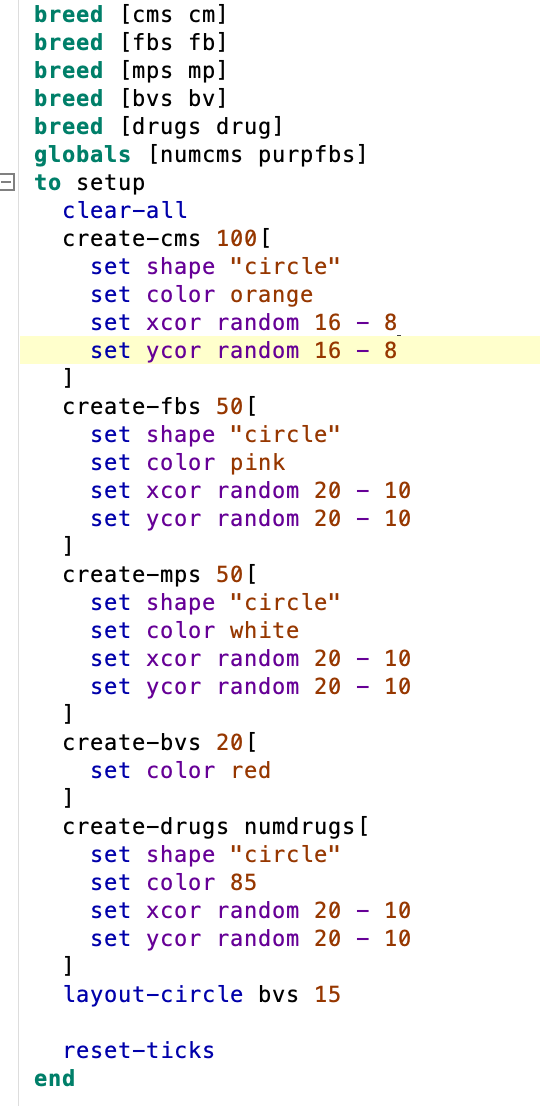 breed [cms cm]
breed [fbs fb]
breed [mps mp]
breed [bvs bv]
breed [drugs drug]
globals [numcms purpfbs]
to setup
  clear-all
  create-cms 100[
    set shape "circle"
    set color orange
    set xcor random 16 - 8
    set ycor random 16 - 8
  ]
  create-fbs 50[
    set shape "circle"
    set color pink
    set xcor random 20 - 10
    set ycor random 20 - 10
  ]
  create-mps 50[
    set shape "circle"
    set color white
    set xcor random 20 - 10
    set ycor random 20 - 10
  ]
  create-bvs 20[
    set color red
  ]
  create-drugs numdrugs[
    set shape "circle"
    set color 85
    set xcor random 20 - 10
    set ycor random 20 - 10
  ]
  layout-circle bvs 15

  reset-ticks
end